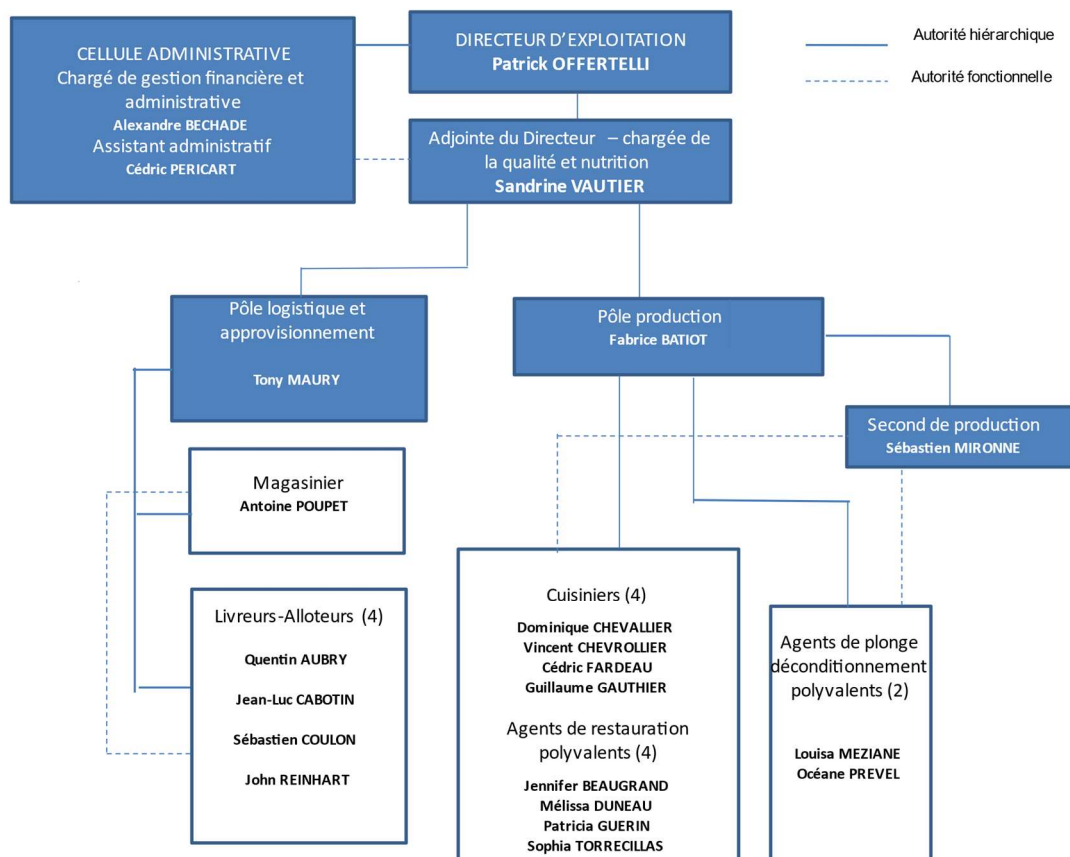 CELLULE ADMINISTRATIVE
Chargé de gestion financière et
administrative
Alexandre BECHADE
Assistant administratif
Cédric PERICART
DIRECTEUR D'EXPLOITATION
Patrick OFFERTELLI
Autorité hiérarchique
Autorité fonctionnelle
Adjointe du Directeur – chargée de
la qualité et nutrition
Sandrine VAUTIER
Pôle logistique et
approvisionnement
Tony MAURY
Pôle production
Fabrice BATIOT
Second de production
Sébastien MIRONNE
Magasinier
Antoine POUPET
Livreurs-Alloteurs (4)
Quentin AUBRY
Jean-Luc CABOTIN
Sébastien COULON
John REINHART
Cuisiniers (4)
Dominique CHEVALLIER
Vincent CHEVROLLIER
Cédric FARDEAU
Guillaume GAUTHIER
Agents de restauration
polyvalents (4)
Jennifer BEAUGRAND
Mélissa DUNEAU
Patricia GUERIN
Sophia TORRECILLAS
Agents de plonge
déconditionnement
polyvalents (2)
Louisa MEZIANE
Océane PREVEL